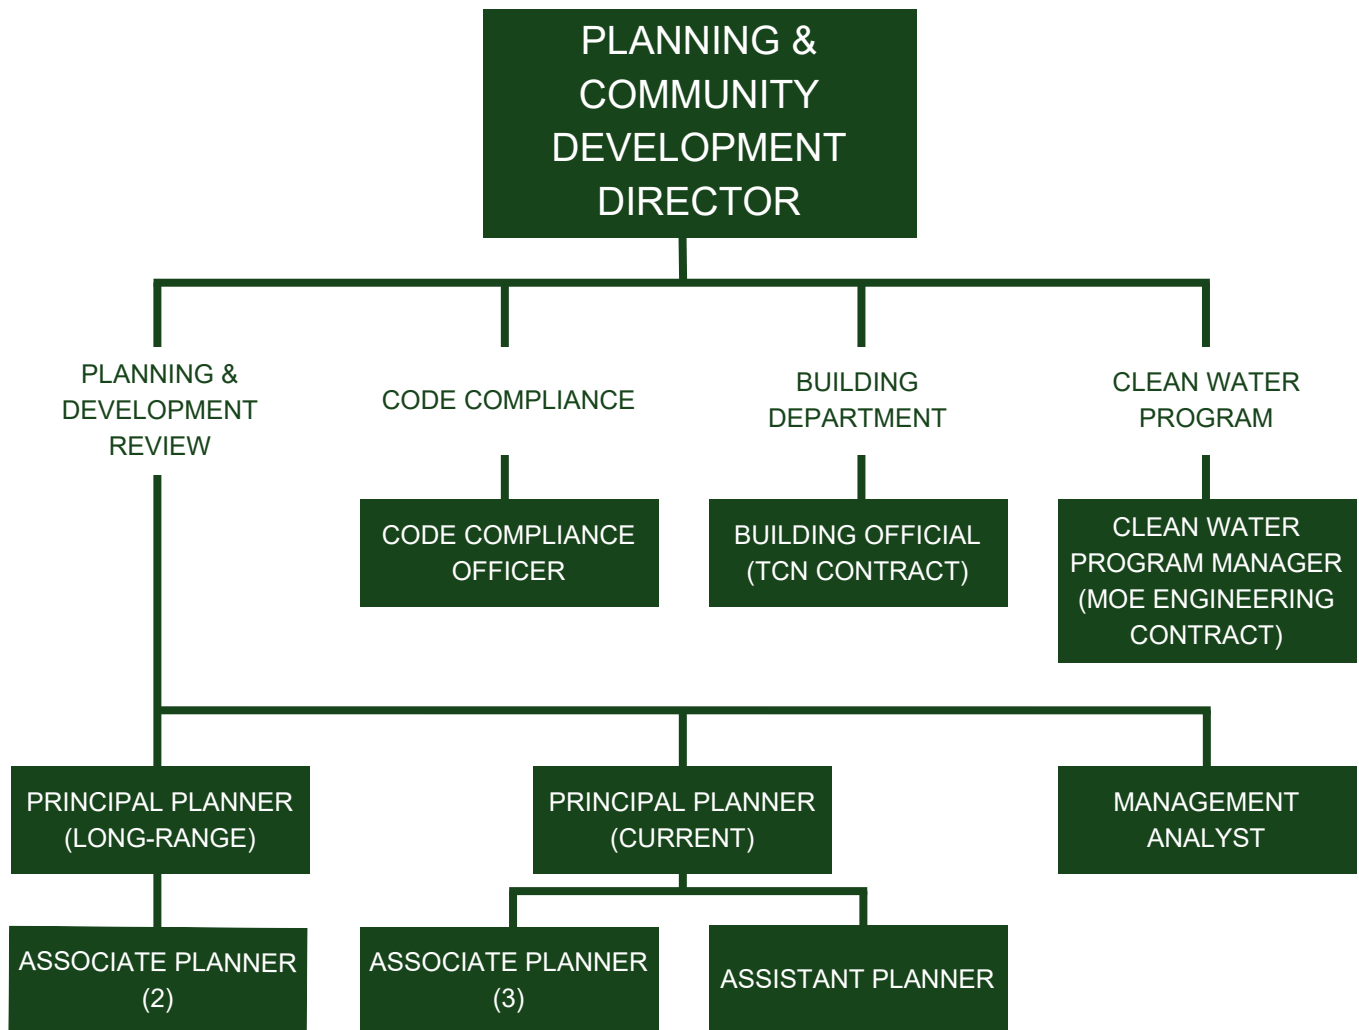 PLANNING &
COMMUNITY
DEVELOPMENT
DIRECTOR
PLANNING &
DEVELOPMENT
REVIEW
CODE COMPLIANCE
BUILDING
DEPARTMENT
CLEAN WATER
PROGRAM
CODE COMPLIANCE
OFFICER
BUILDING OFFICIAL
(TCN CONTRACT)
CLEAN WATER
PROGRAM MANAGER
(MOE ENGINEERING
CONTRACT)
PRINCIPAL PLANNER
(LONG-RANGE)
PRINCIPAL PLANNER
(CURRENT)
MANAGEMENT
ANALYST
ASSOCIATE PLANNER
(2)
ASSOCIATE PLANNER
(3)
ASSISTANT PLANNER